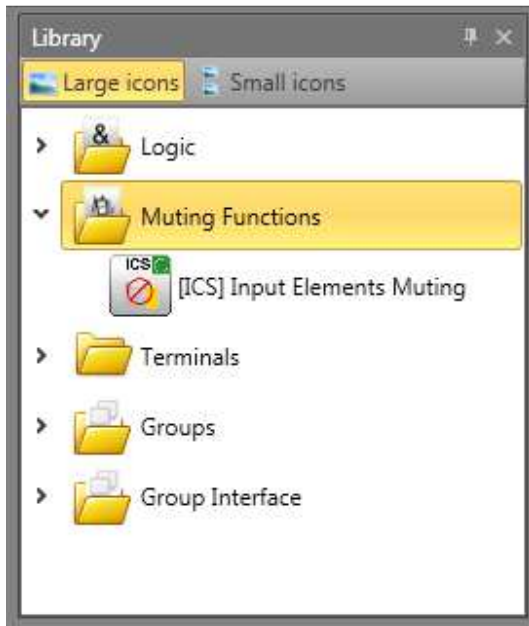 Library
Large icons Small icons
& Logic
Muting Functions
ICS [ICS] Input Elements Muting
Terminals
Groups
Group Interface